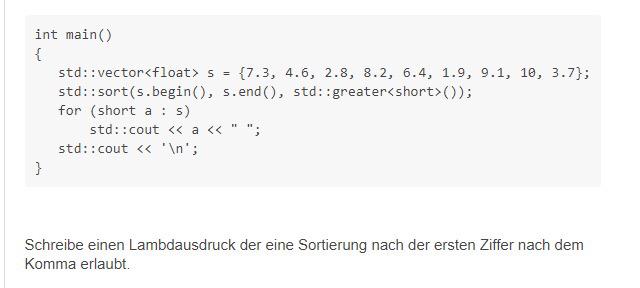 int main()
{
std::vector<float> s = {7.3, 4.6, 2.8, 8.2, 6.4, 1.9, 9.1, 10, 3.7};
std::sort(s.begin(), s.end(), std::greater<short>());
for (short a : s)
std::cout << a << " ";
std::cout << '\n';
}
Schreibe einen Lambdausdruck der eine Sortierung nach der ersten Ziffer nach dem
Komma erlaubt.